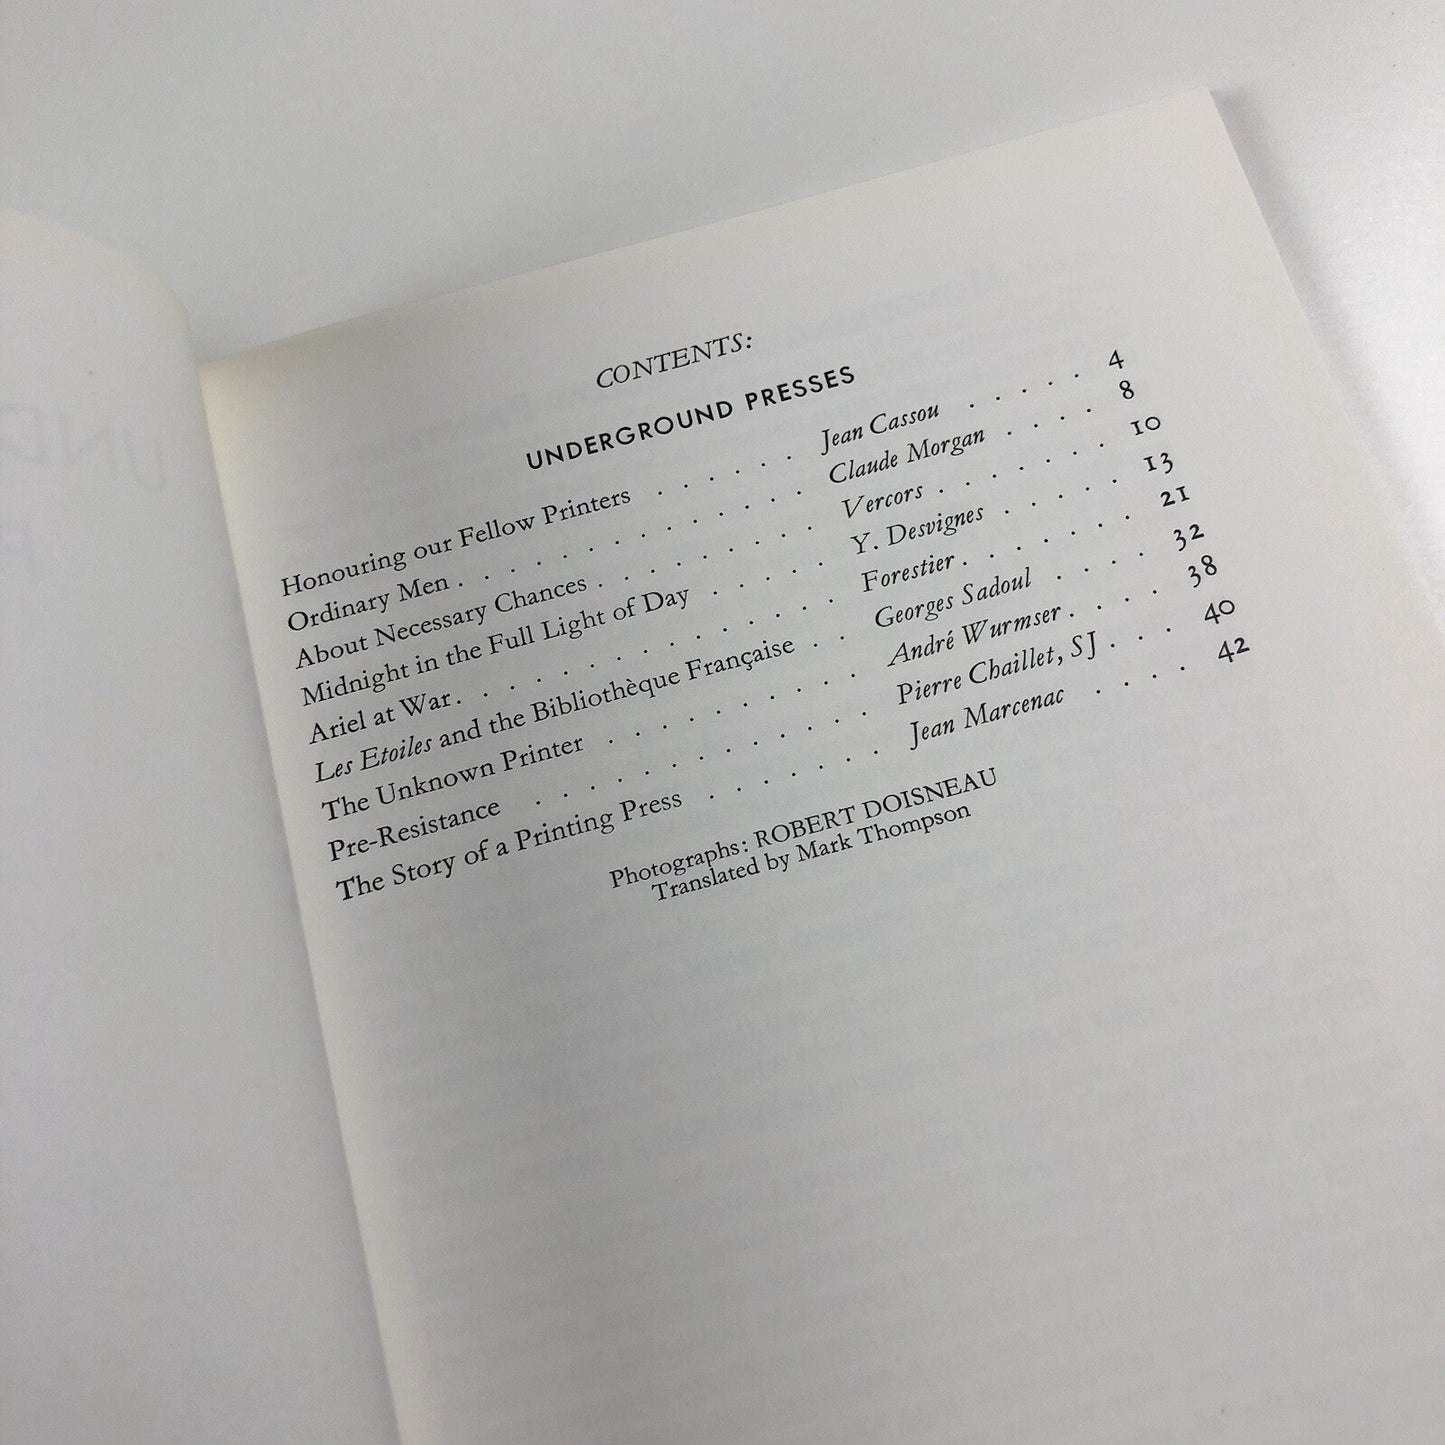 CONTENTS:
UNDERGROUND PRESSES
Honouring our Fellow Printers . . . . . . Jean Cassou . . . . . 4
Ordinary Men . . . . . . . . . . . . . Claude Morgan . . . . 8
About Necessary Chances . . . . . . . . . Vercors . . . . . . . 10
Midnight in the Full Light of Day . . . . . Y. Desvignes . . . . . 13
Ariel at War . . . . . . . . . . . . . Forestier . . . . . . . 21
Les Etoiles and the Bibliothèque Française . . Georges Sadoul . . . . 32
The Unknown Printer . . . . . . . . . . André Wurmser . . . . 38
Pre-Resistance . . . . . . . . . . . . Pierre Chaillet, SJ . . . 40
The Story of a Printing Press . . . . . . . Jean Marcenac . . . . 42
Photographs: ROBERT DOISNEAU
Translated by Mark Thompson